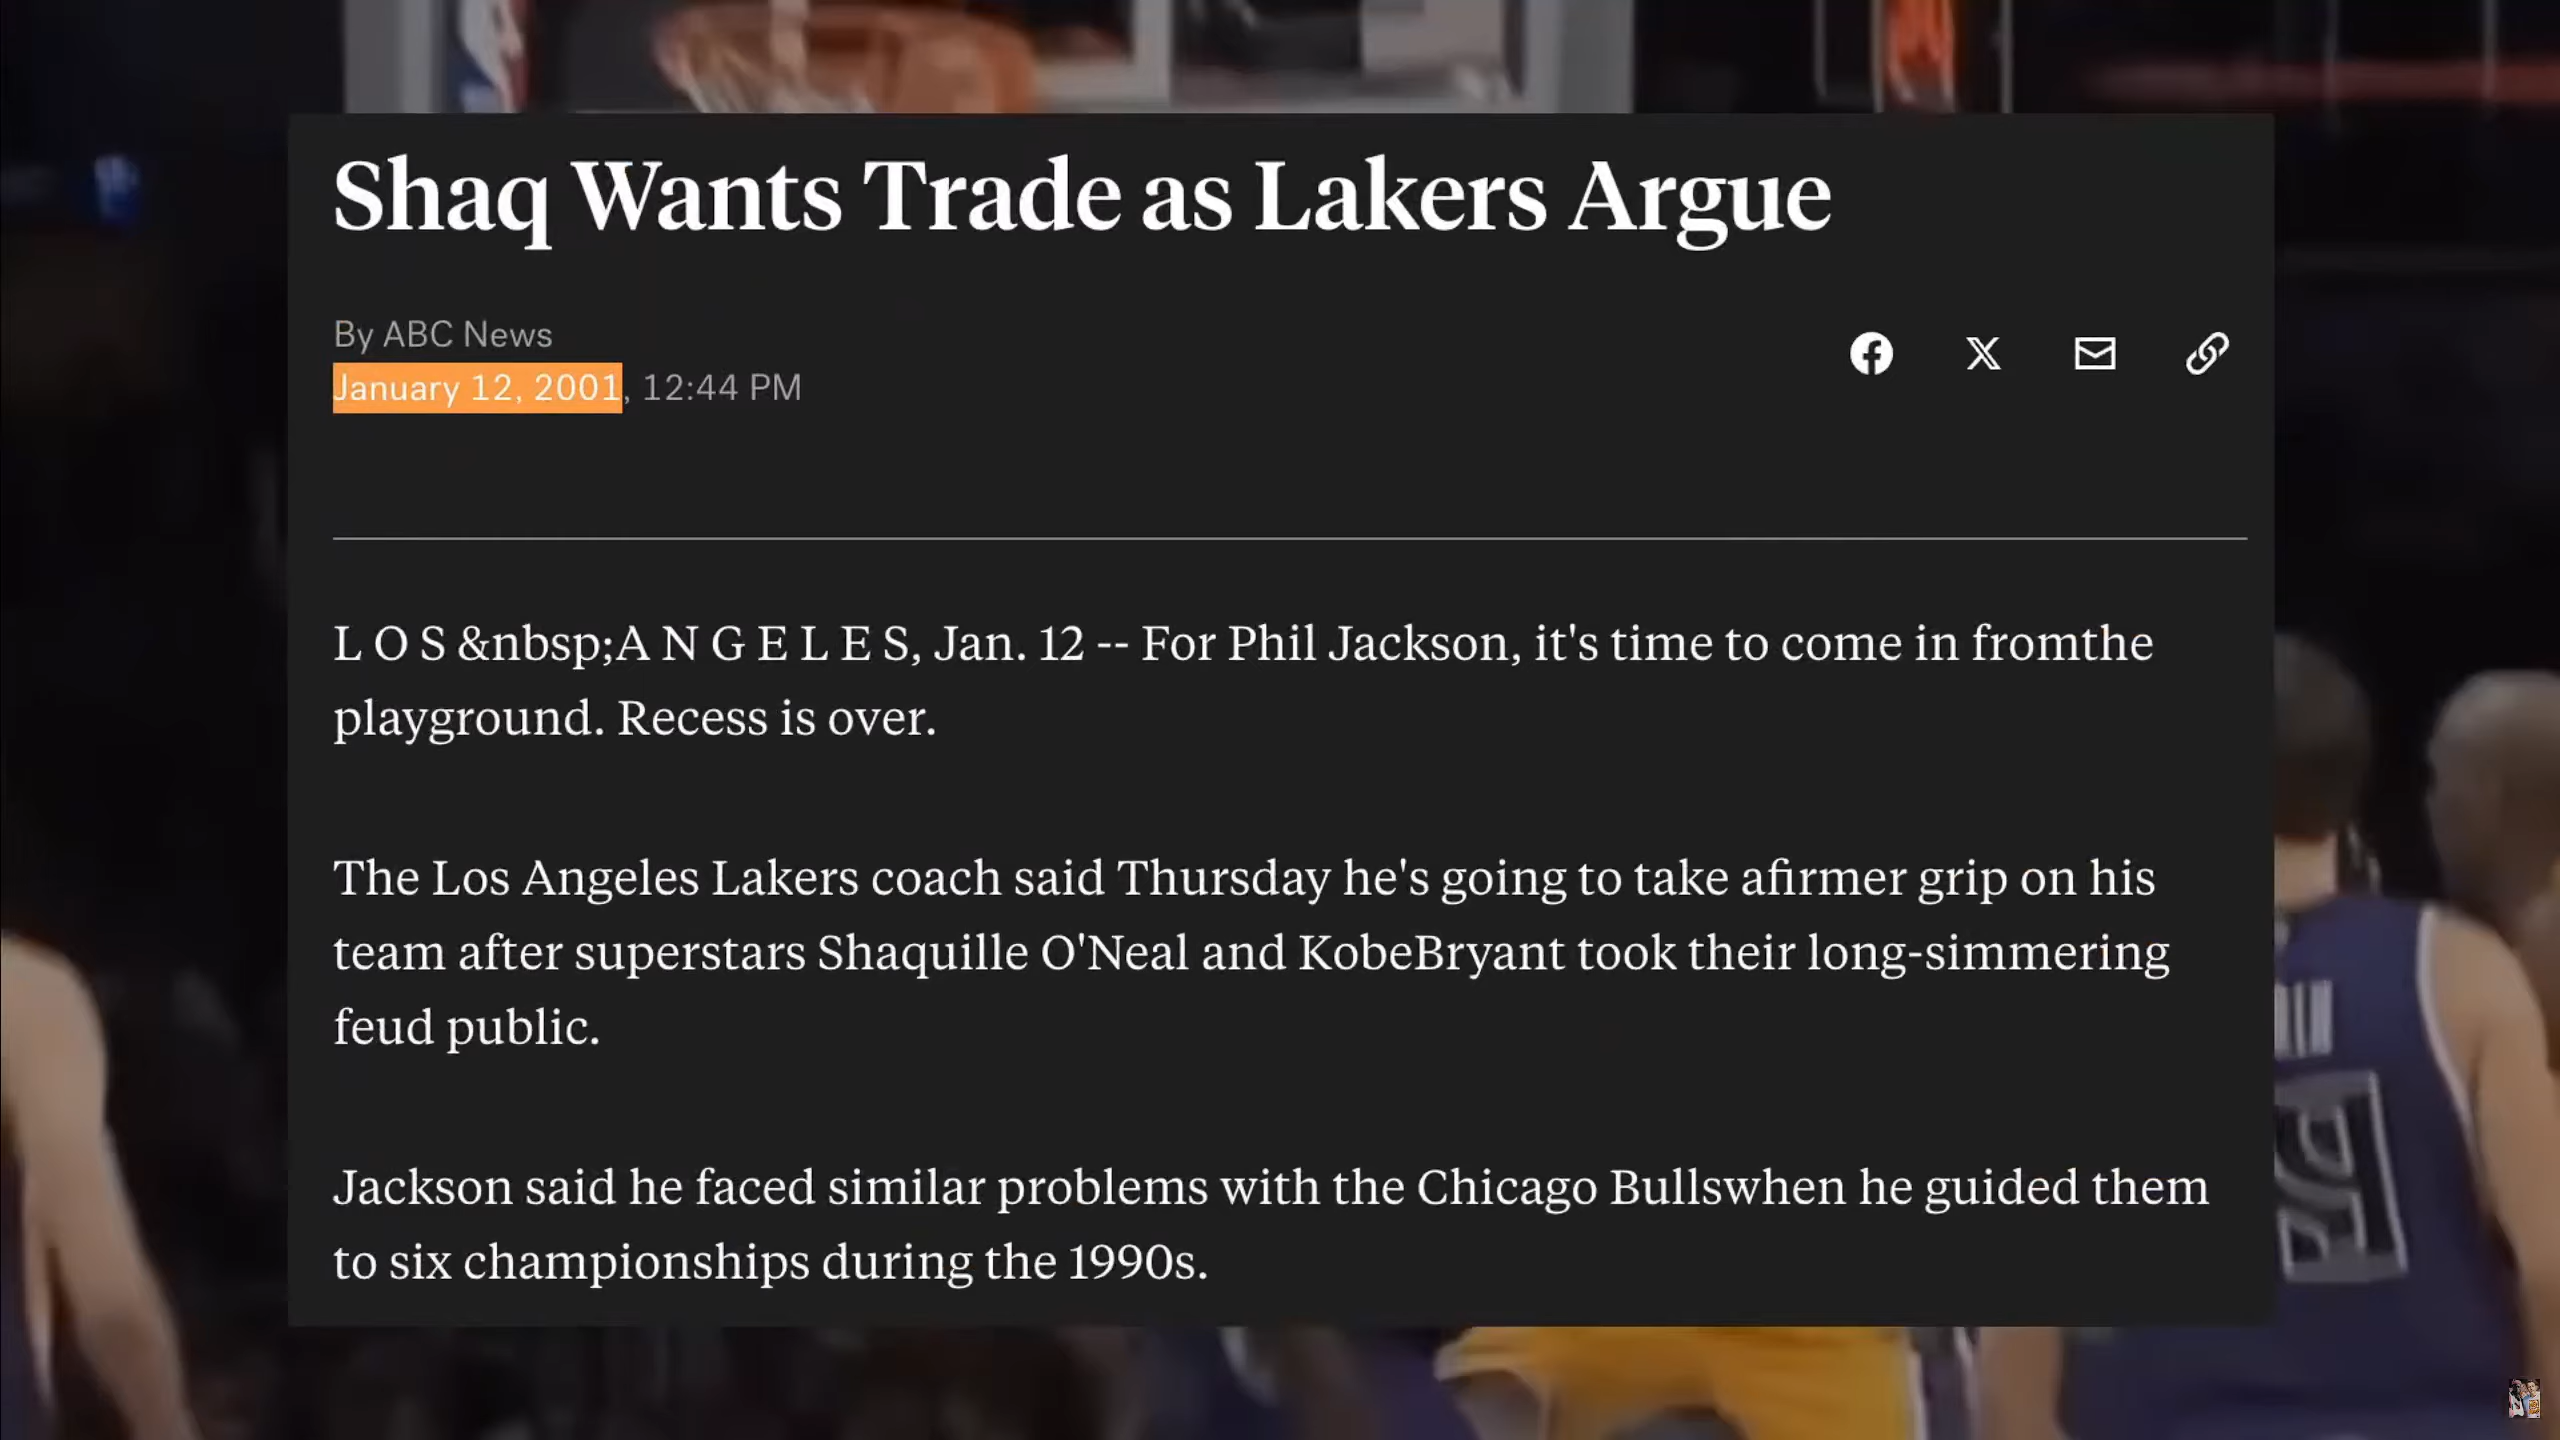 Shaq Wants Trade as Lakers Argue
By ABC News
January 12, 2001, 12:44 PM
L O S &nbsp;A N G E L E S, Jan. 12 -- For Phil Jackson, it's time to come in fromthe
playground. Recess is over.
The Los Angeles Lakers coach said Thursday he's going to take afirmer grip on his
team after superstars Shaquille O'Neal and KobeBryant took their long-simmering
feud public.
Jackson said he faced similar problems with the Chicago Bullswhen he guided them
to six championships during the 1990s.